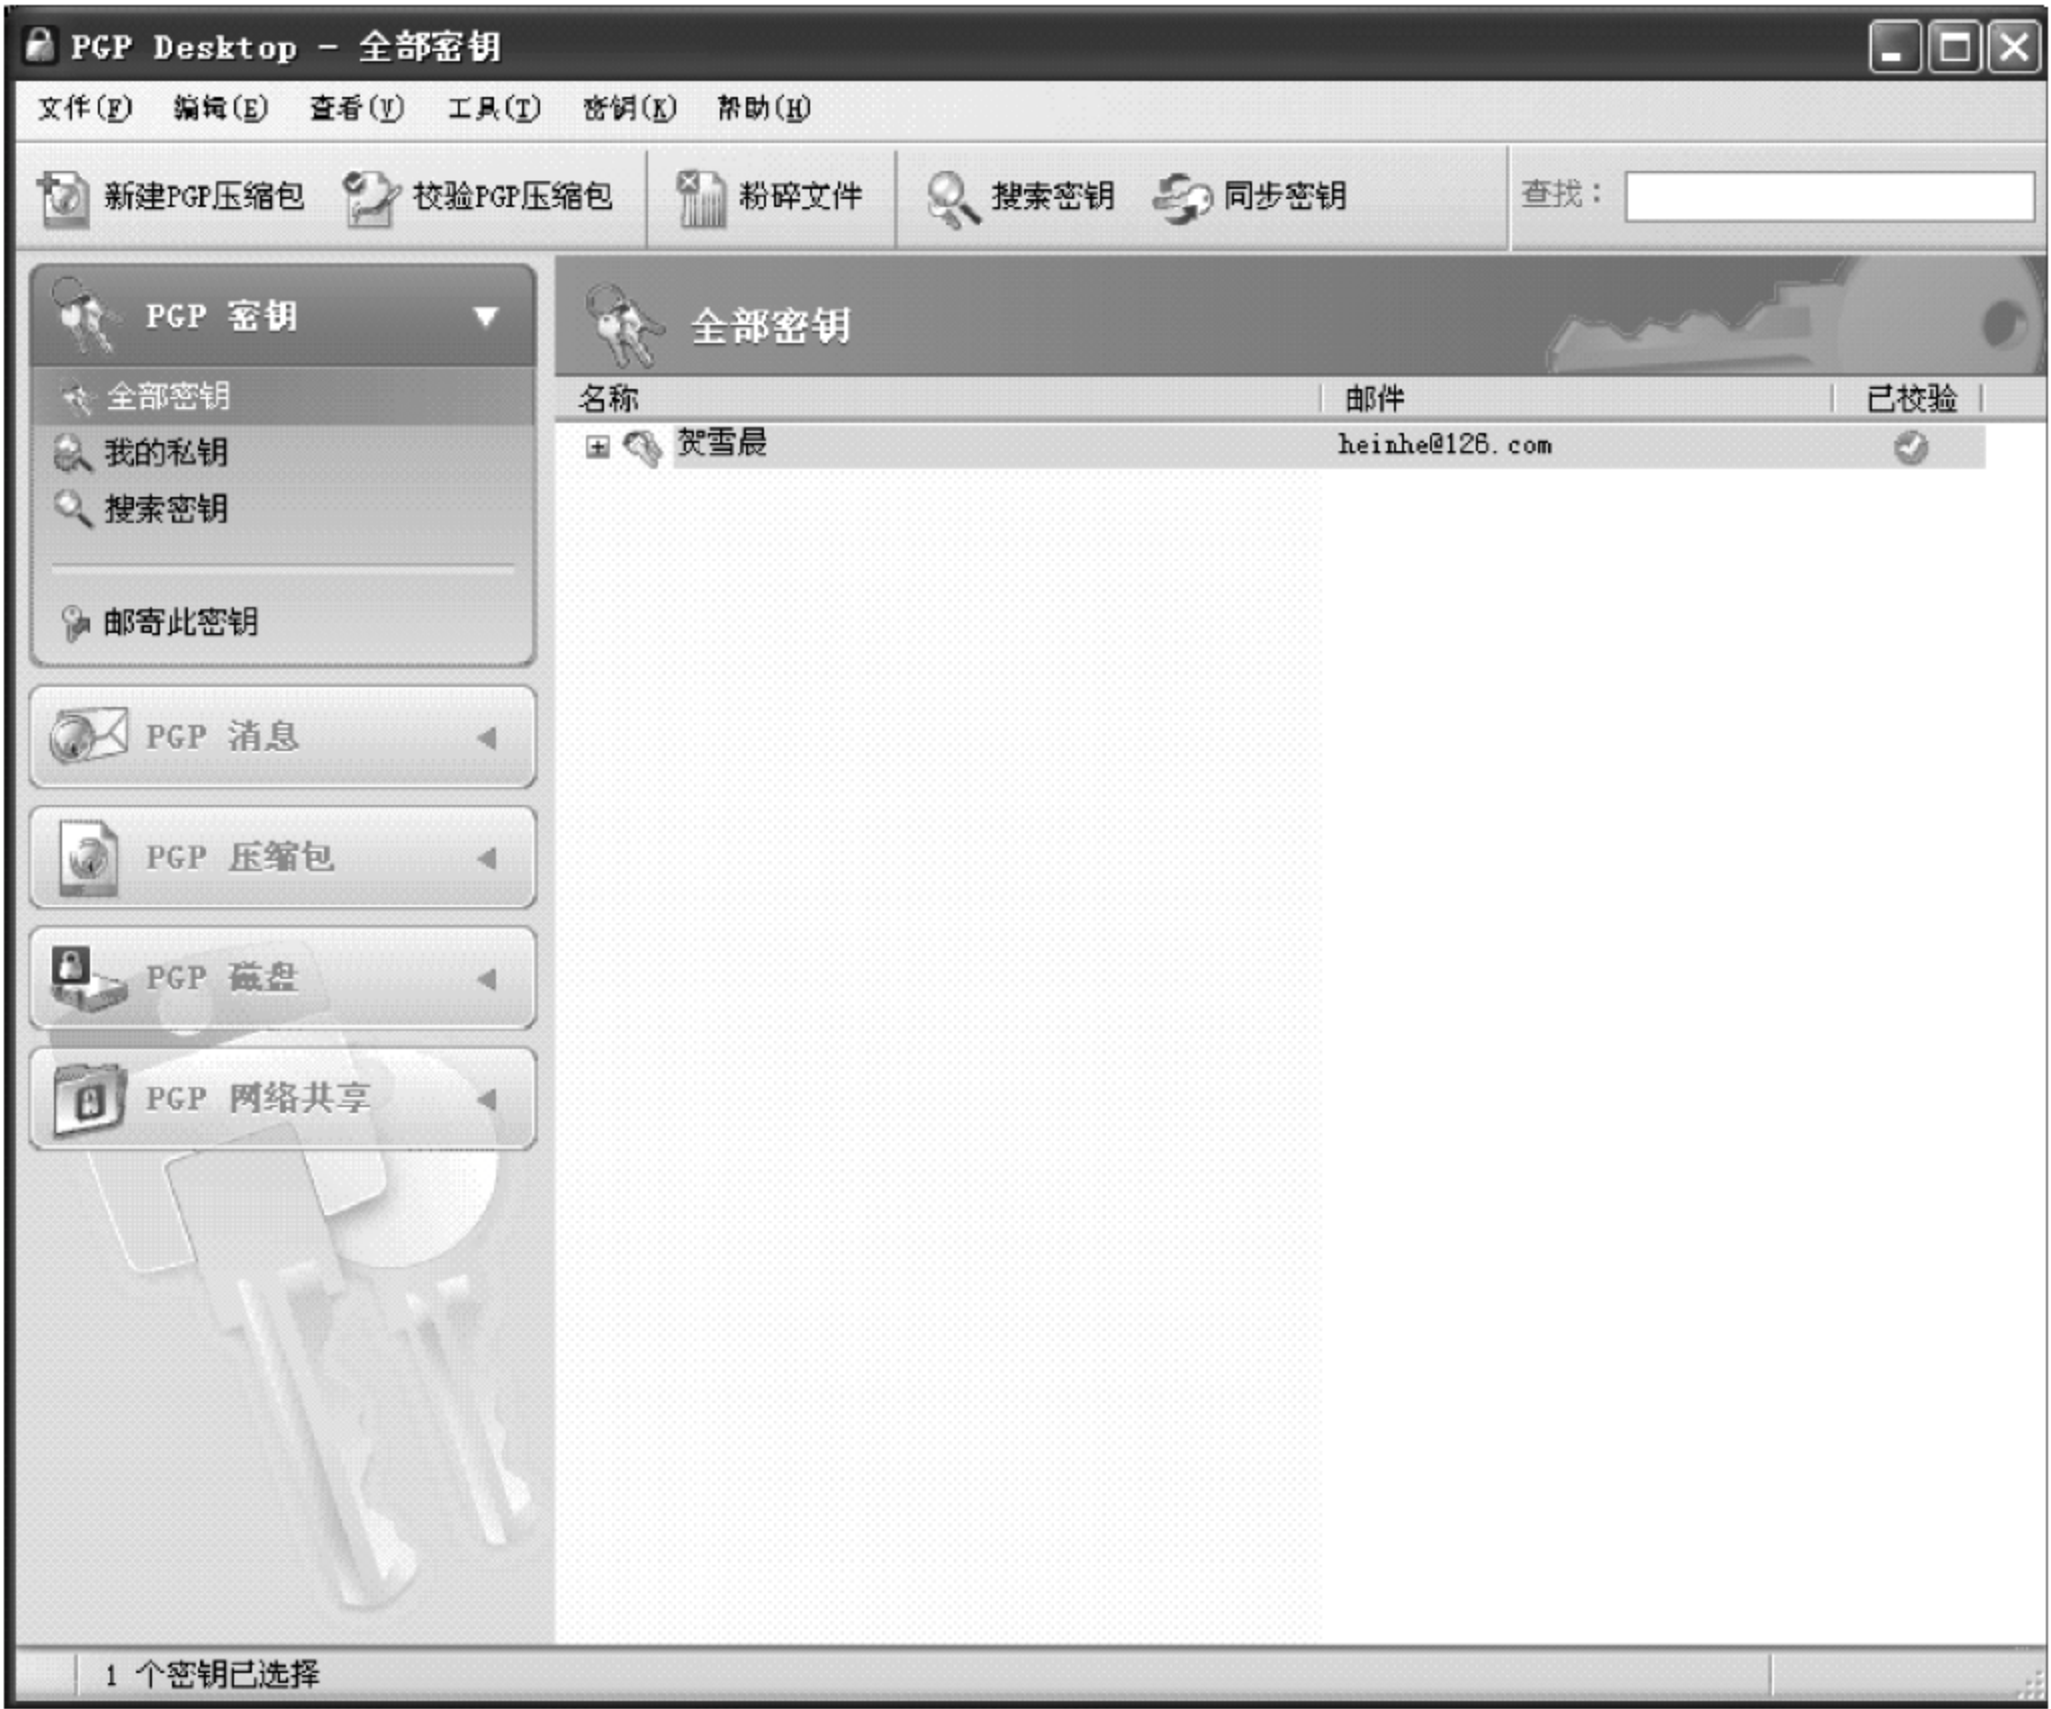 PGP Desktop - 全部密钥
文件(F) 编辑(E) 查看(V) 工具(T) 密钥(K) 帮助(H)
新建PGP压缩包 校验PGP压缩包 粉碎文件 搜索密钥 同步密钥 查找：
PGP 密钥
全部密钥
我的私钥
搜索密钥
邮寄此密钥
PGP 消息
PGP 压缩包
PGP 磁盘
PGP 网络共享
全部密钥
名称 邮件 已校验
贺雪晨 heinhe@126.com
1 个密钥已选择